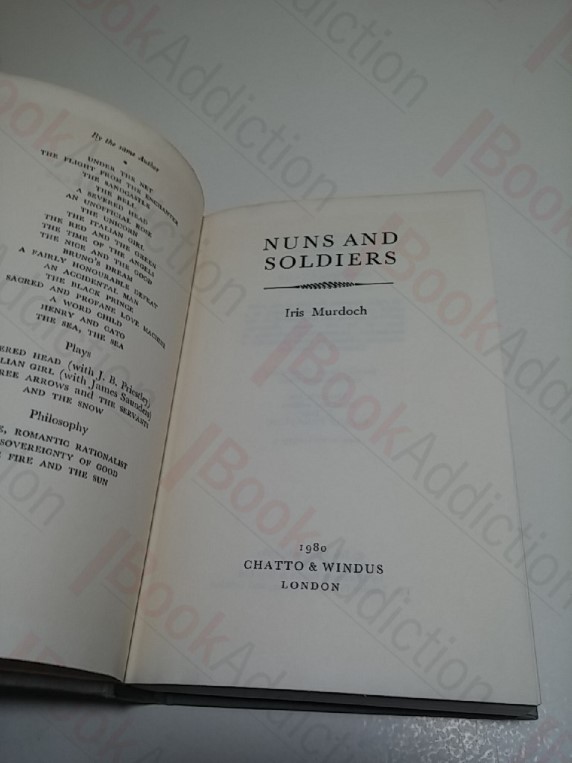 By the same Author
UNDER THE NET
THE FLIGHT FROM THE ENCHANTER
THE SANDCASTLE
THE BELL
A SEVERED HEAD
AN UNOFFICIAL ROSE
THE UNICORN
THE ITALIAN GIRL
THE RED AND THE GREEN
THE TIME OF THE ANGELS
THE NICE AND THE GOOD
BRUNO'S DREAM
A FAIRLY HONOURABLE DEFEAT
AN ACCIDENTAL MAN
THE BLACK PRINCE
SACRED AND PROFANE LOVE MACHINE
A WORD CHILD
HENRY AND CATO
THE SEA, THE SEA
Plays
ERED HEAD (with J. B. Priestley)
LIAN GIRL (with James Saunders)
REE ARROWS and THE SERVANTS
AND THE SNOW
Philosophy
E, ROMANTIC RATIONALIST
SOVEREIGNTY OF GOOD
FIRE AND THE SUN
NUNS AND
SOLDIERS
Iris Murdoch
1980
CHATTO & WINDUS
LONDON
BookAddiction